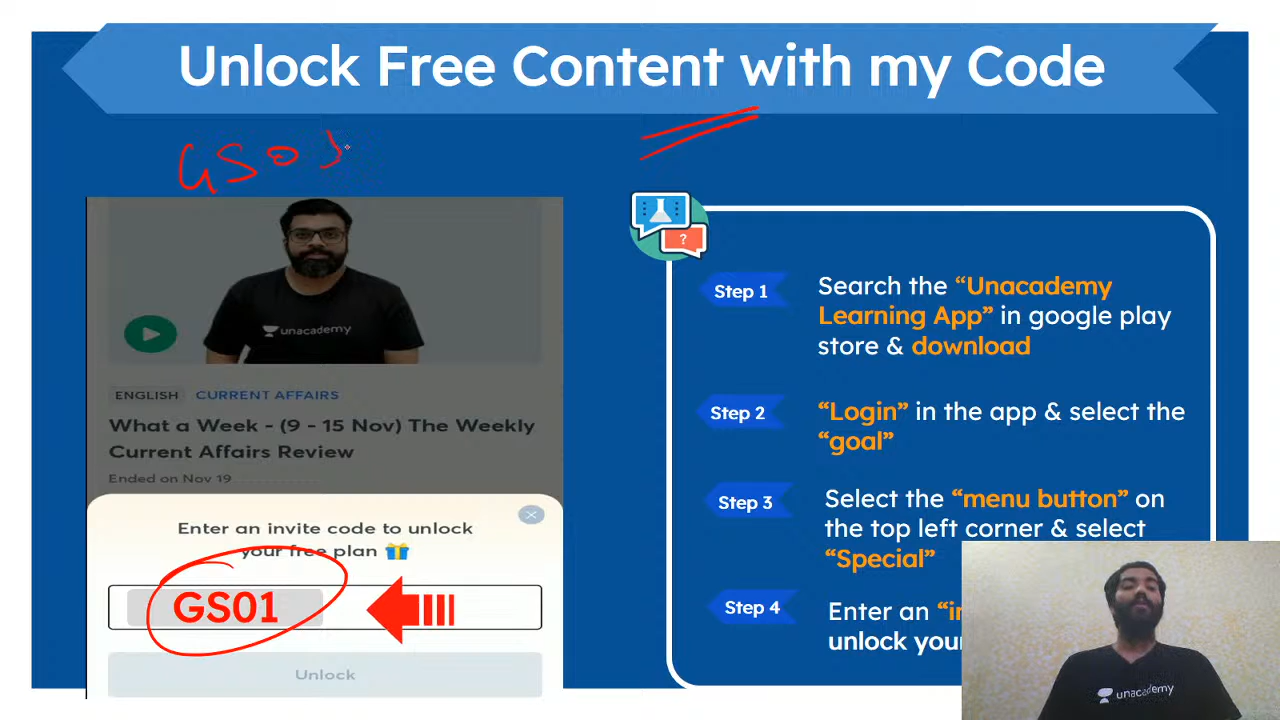 Unlock Free Content with my Code
GS0
unacademy
ENGLISH CURRENT AFFAIRS
What a Week - (9 - 15 Nov) The Weekly
Current Affairs Review
Ended on Nov 19
Enter an invite code to unlock
your free plan
GS01
Unlock
?
Step 1
Search the “Unacademy
Learning App” in google play
store & download
Step 2
“Login” in the app & select the
“goal”
Step 3
Select the “menu button” on
the top left corner & select
“Special”
Step 4
Enter an
unlock your
unacademy